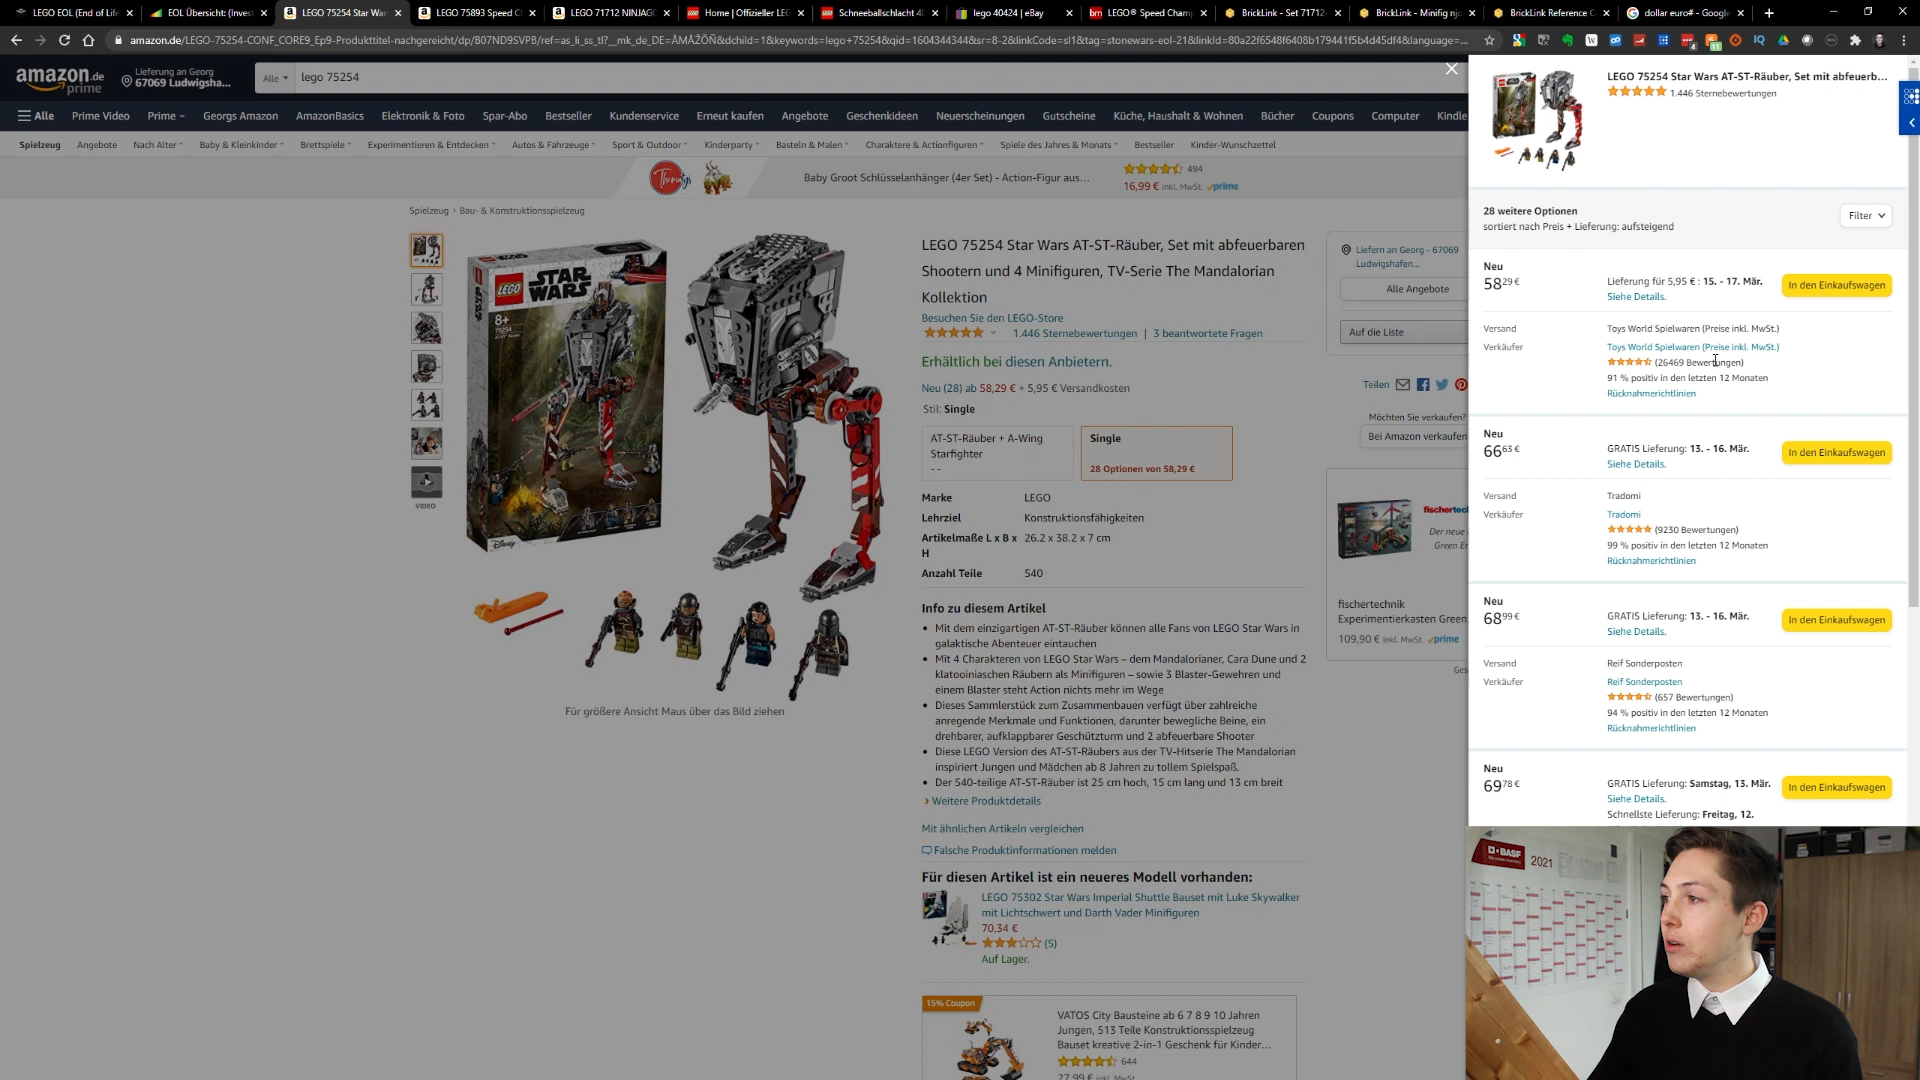 LEGO EOL (End of Life
EOL Übersicht: (Invest
LEGO 75254 Star War
LEGO 75893 Speed C
LEGO 71712 NINJAGO
Home | Offizieller LEG
Schneeballschlacht 40
lego 40424 | eBay
LEGO® Speed Cham
BrickLink - Set 71712-
BrickLink - Minifig njo
BrickLink Reference C
dollar euro# - Google
amazon.de/LEGO-75254-CONF_CORE9_Ep9-Produkttitel-nachgereicht/dp/B07ND9SVPB/ref=as_li_ss_tl?__mk_de_DE=ÅMÅŽÕÑ&dchild=1&keywords=lego+75254&qid=1604344344&sr=8-2&linkCode=sl1&tag=stonewars-eol-21&linkId=80a22f6548f6408b179441f5b4d45df4&language=...
amazon.de
prime
Lieferung an Georg
67069 Ludwigsha...
Alle
lego 75254
Alle
Prime Video
Prime
Georgs Amazon
AmazonBasics
Elektronik & Foto
Spar-Abo
Bestseller
Kundenservice
Erneut kaufen
Angebote
Geschenkideen
Neuerscheinungen
Gutscheine
Küche, Haushalt & Wohnen
Bücher
Coupons
Computer
Kindle
Spielzeug
Angebote
Nach Alter
Baby & Kleinkinder
Brettspiele
Experimentieren & Entdecken
Autos & Fahrzeuge
Sport & Outdoor
Kinderparty
Basteln & Malen
Charaktere & Actionfiguren
Spiele des Jahres & Monats
Bestseller
Kinder-Wunschzettel
Baby Groot Schlüsselanhänger (4er Set) - Action-Figur aus...
494
16,99 € inkl. MwSt. prime
Spielzeug › Bau- & Konstruktionsspielzeug
LEGO
STAR WARS
8+
75254
Disney
VIDEO
Für größere Ansicht Maus über das Bild ziehen
LEGO 75254 Star Wars AT-ST-Räuber, Set mit abfeuerbaren
Shootern und 4 Minifiguren, TV-Serie The Mandalorian
Kollektion
Besuchen Sie den LEGO-Store
1.446 Sternebewertungen | 3 beantwortete Fragen
Erhältlich bei diesen Anbietern.
Neu (28) ab 58,29 € + 5,95 € Versandkosten
Stil: Single
AT-ST-Räuber + A-Wing
Starfighter
- -
Single
28 Optionen von 58,29 €
Marke LEGO
Lehrziel Konstruktionsfähigkeiten
Artikelmaße L x B x 26.2 x 38.2 x 7 cm
H
Anzahl Teile 540
Info zu diesem Artikel
• Mit dem einzigartigen AT-ST-Räuber können alle Fans von LEGO Star Wars in
galaktische Abenteuer eintauchen
• Mit 4 Charakteren von LEGO Star Wars – dem Mandalorianer, Cara Dune und 2
klatooiniaschen Räubern als Minifiguren – sowie 3 Blaster-Gewehren und
einem Blaster steht Action nichts mehr im Wege
• Dieses Sammlerstück zum Zusammenbauen verfügt über zahlreiche
anregende Merkmale und Funktionen, darunter bewegliche Beine, ein
drehbarer, aufklappbarer Geschützturm und 2 abfeuerbare Shooter
• Diese LEGO Version des AT-ST-Räubers aus der TV-Hitserie The Mandalorian
inspiriert Jungen und Mädchen ab 8 Jahren zu tollem Spielspaß.
• Der 540-teilige AT-ST-Räuber ist 25 cm hoch, 15 cm lang und 13 cm breit
› Weitere Produktdetails
Mit ähnlichen Artikeln vergleichen
Falsche Produktinformationen melden
Für diesen Artikel ist ein neueres Modell vorhanden:
LEGO 75302 Star Wars Imperial Shuttle Bauset mit Luke Skywalker
mit Lichtschwert und Darth Vader Minifiguren
70,34 €
(5)
Auf Lager.
15% Coupon
VATOS City Bausteine ab 6 7 8 9 10 Jahren
Jungen, 513 Teile Konstruktionsspielzeug
Bauset kreative 2-in-1 Geschenk für Kinder...
644
27,99 € inkl. MwSt.
Liefern an Georg - 67069
Ludwigshafen...
Alle Angebote
Auf die Liste
Teilen
Möchten Sie verkaufen?
Bei Amazon verkaufen
fischertec
Der neue
Green En
fischertechnik
Experimentierkasten Green
109,90 € inkl. MwSt. prime
Ges
LEGO 75254 Star Wars AT-ST-Räuber, Set mit abfeuerb...
1.446 Sternebewertungen
28 weitere Optionen
sortiert nach Preis + Lieferung: aufsteigend
Filter
Neu
58 29 €
Lieferung für 5,95 € : 15. - 17. Mär.
Siehe Details.
In den Einkaufswagen
Versand Toys World Spielwaren (Preise inkl. MwSt.)
Verkäufer Toys World Spielwaren (Preise inkl. MwSt.)
(26469 Bewertungen)
91 % positiv in den letzten 12 Monaten
Rücknahmerichtlinien
Neu
66 63 €
GRATIS Lieferung: 13. - 16. Mär.
Siehe Details.
In den Einkaufswagen
Versand Tradomi
Verkäufer Tradomi
(9230 Bewertungen)
99 % positiv in den letzten 12 Monaten
Rücknahmerichtlinien
Neu
68 99 €
GRATIS Lieferung: 13. - 16. Mär.
Siehe Details.
In den Einkaufswagen
Versand Reif Sonderposten
Verkäufer Reif Sonderposten
(657 Bewertungen)
94 % positiv in den letzten 12 Monaten
Rücknahmerichtlinien
Neu
69 78 €
GRATIS Lieferung: Samstag, 13. Mär.
Siehe Details.
Schnellste Lieferung: Freitag, 12.
In den Einkaufswagen
BASF
2021